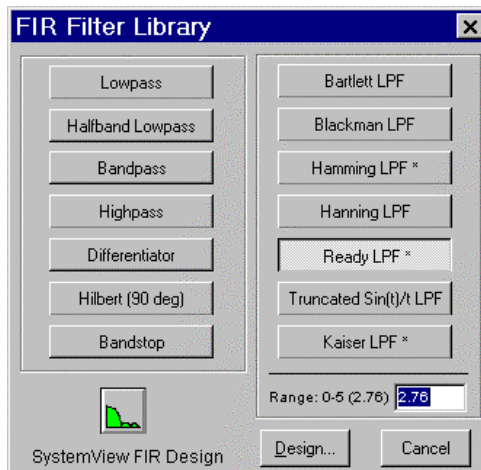 FIR Filter Library
Lowpass
Halfband Lowpass
Bandpass
Highpass
Differentiator
Hilbert (90 deg)
Bandstop
SystemView FIR Design
Bartlett LPF
Blackman LPF
Hamming LPF *
Hanning LPF
Ready LPF *
Truncated Sin(t)/t LPF
Kaiser LPF *
Range: 0-5 (2.76) 2.76
Design... Cancel